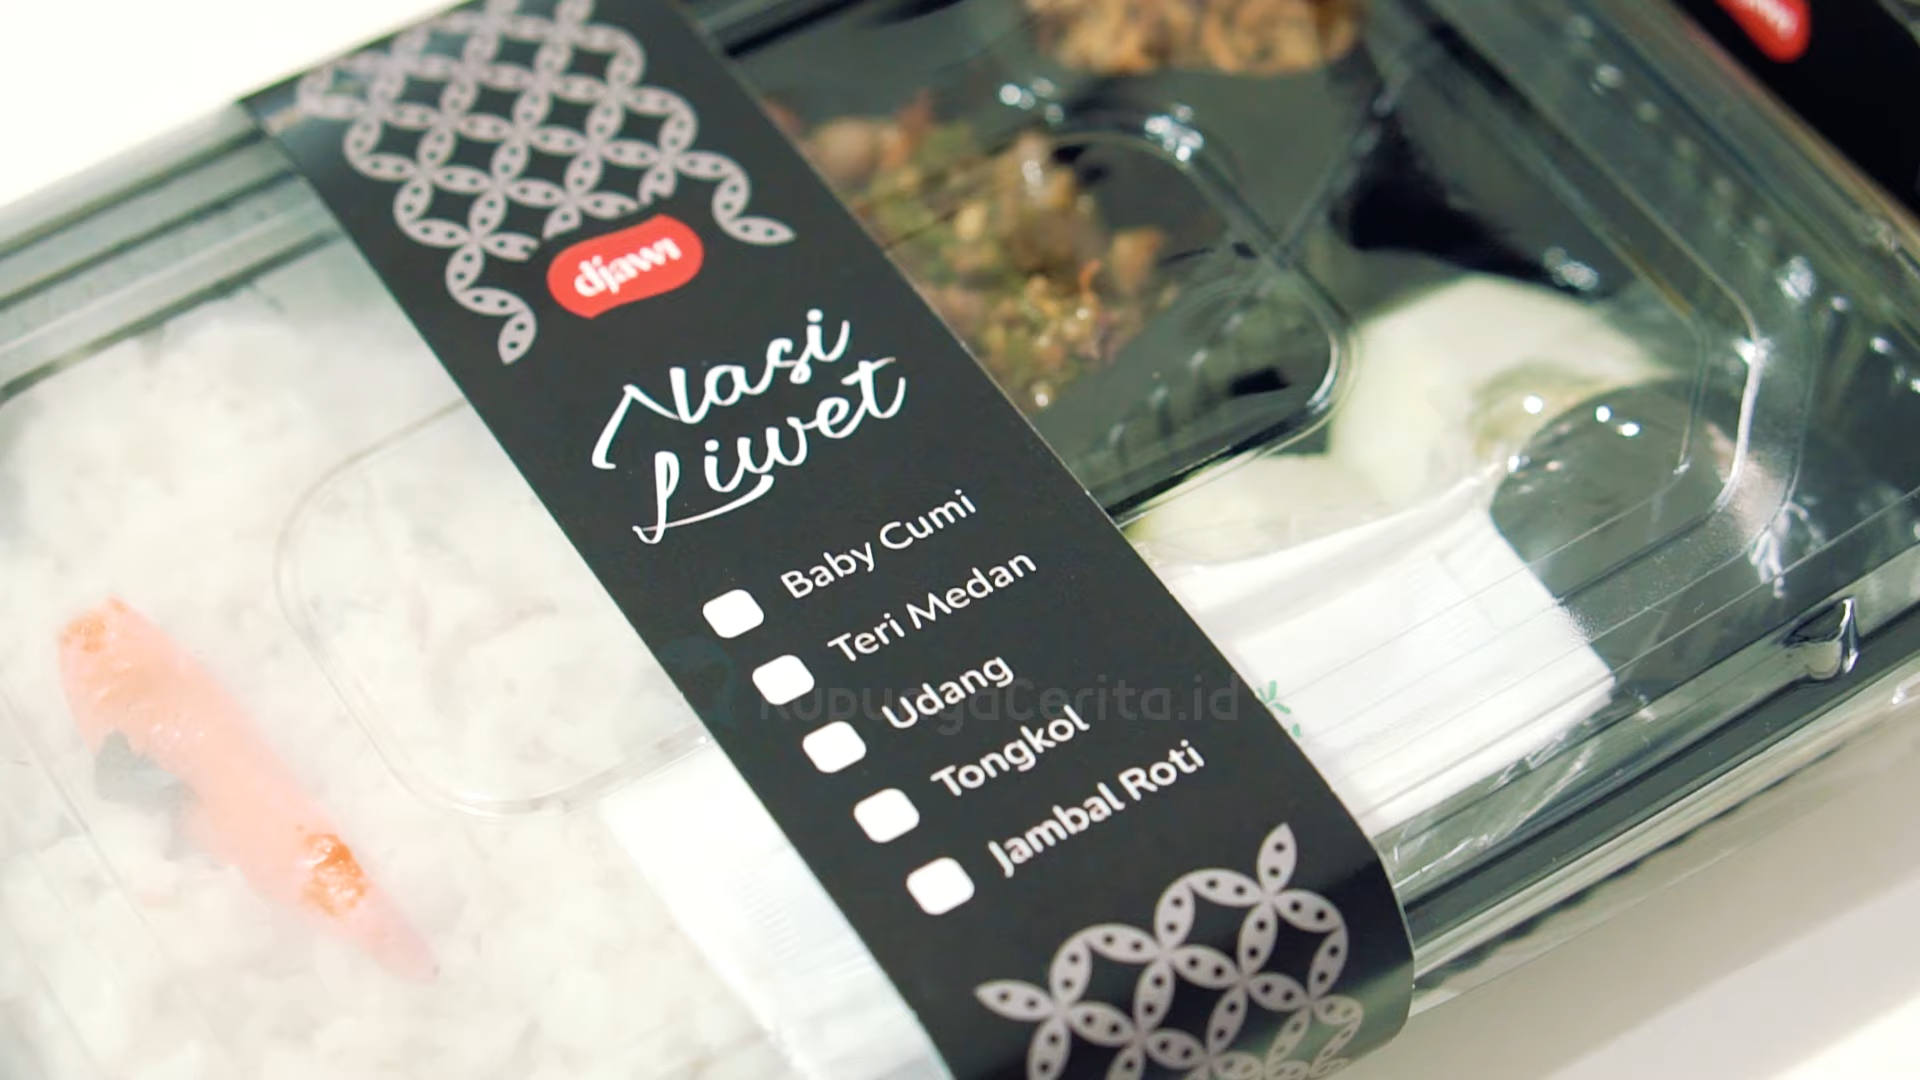 djawi
Nasi
Liwet
Baby Cumi
Teri Medan
Udang
Tongkol
Jambal Roti